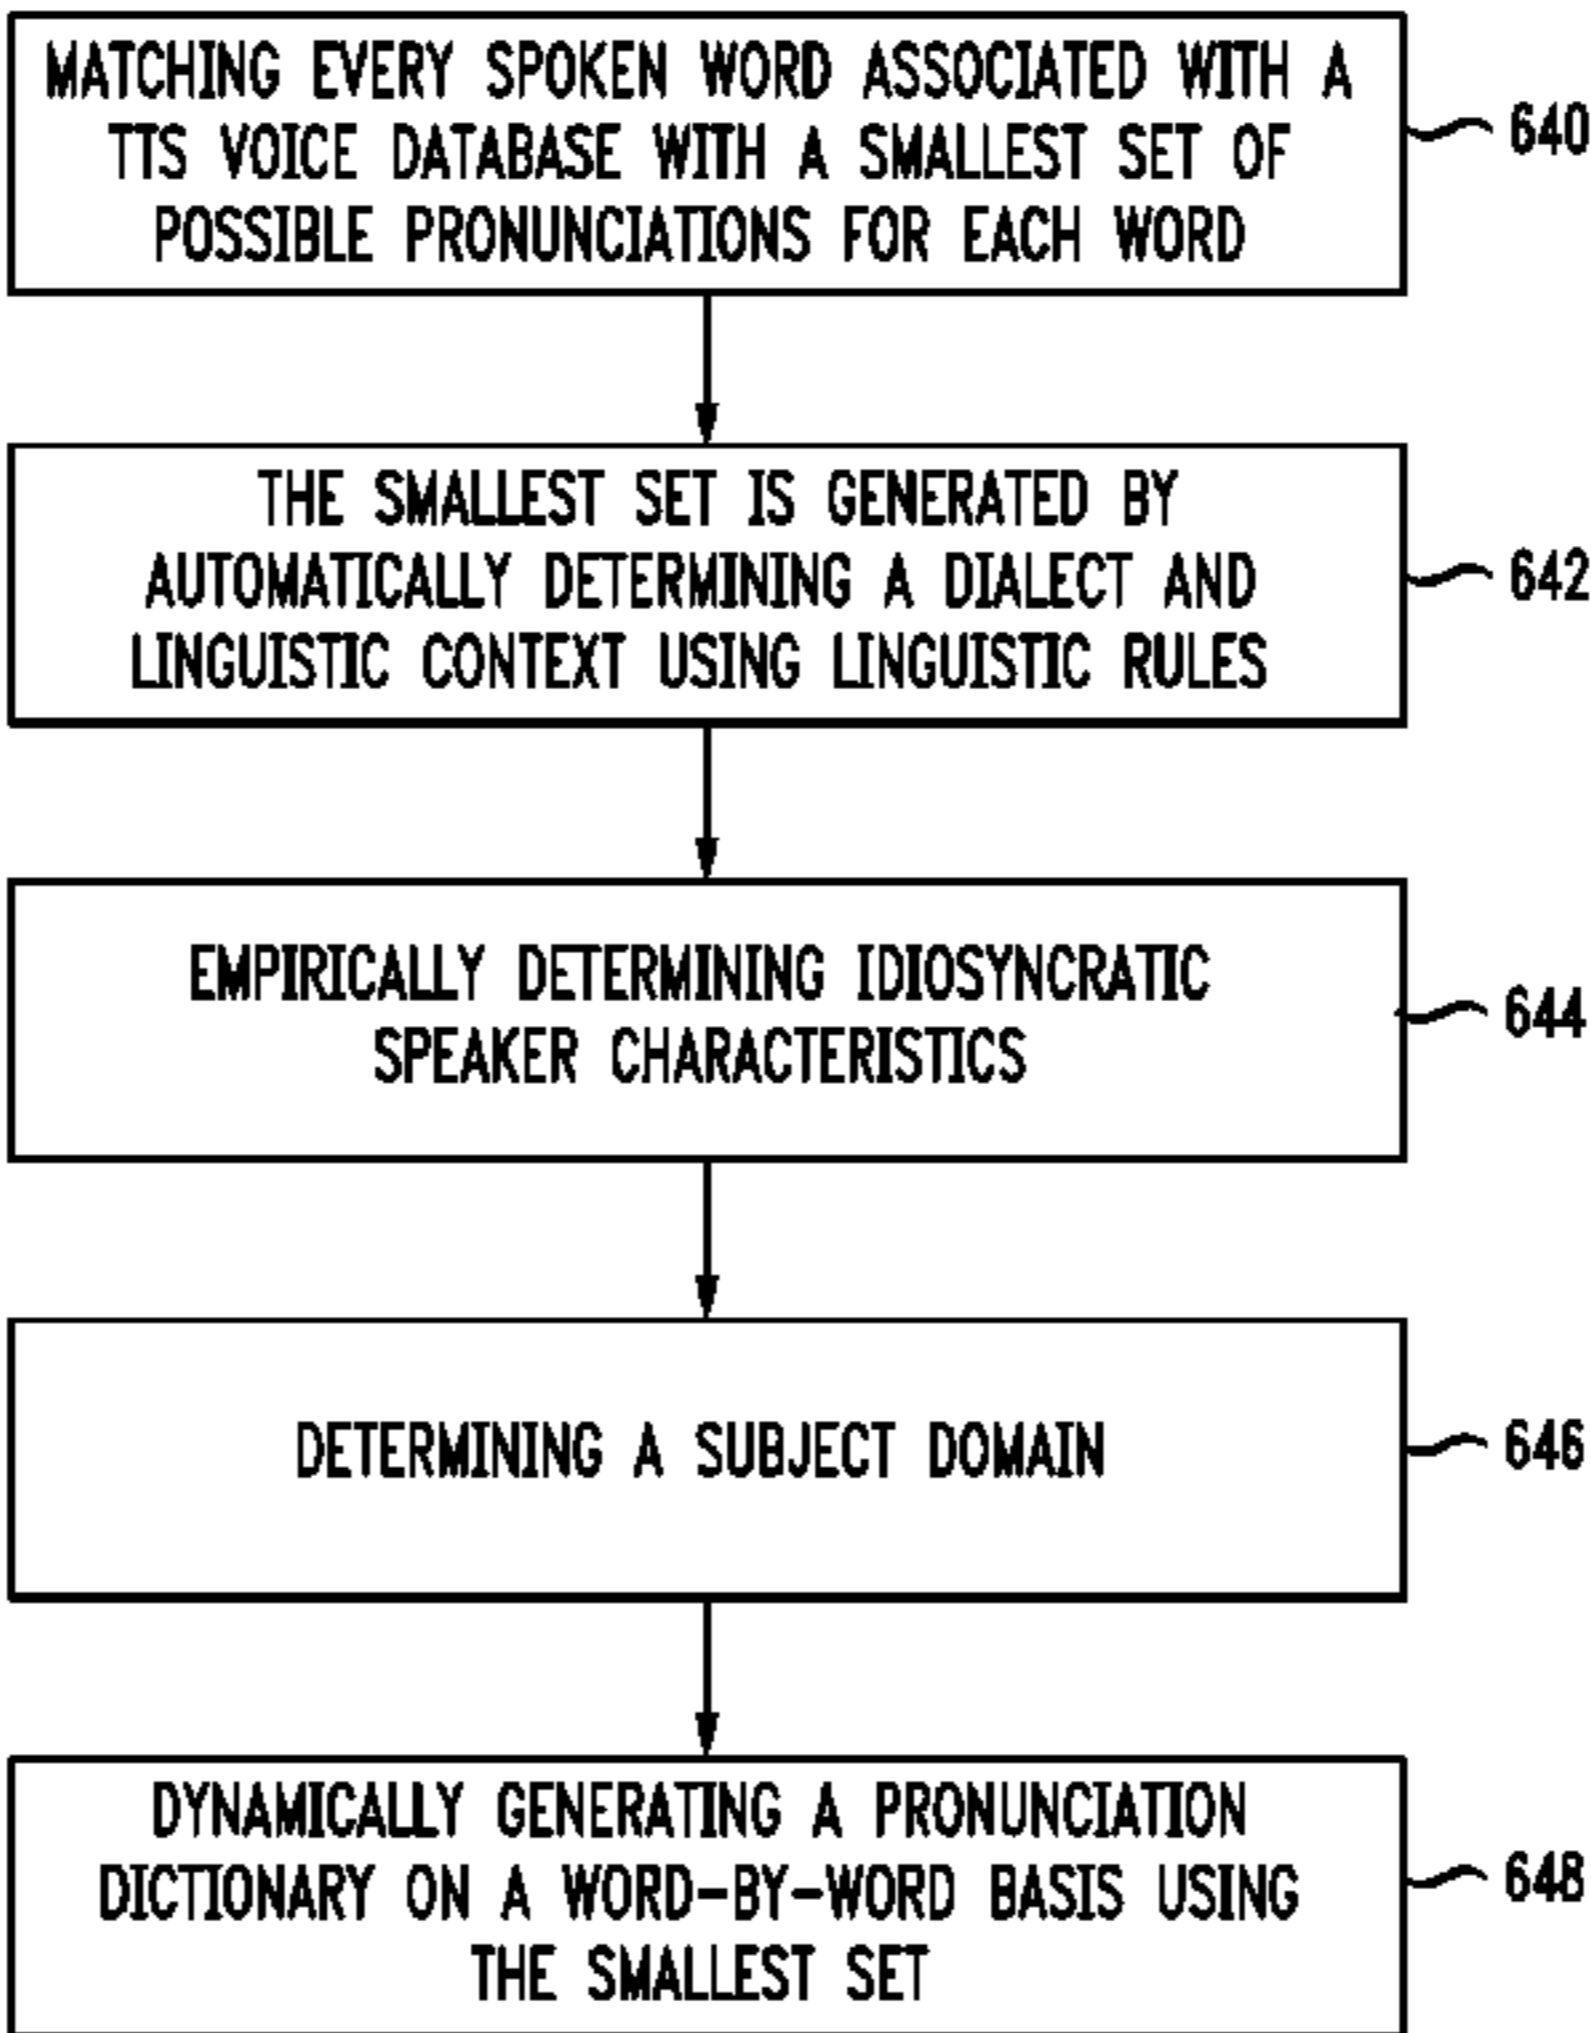 MATCHING EVERY SPOKEN WORD ASSOCIATED WITH A
TTS VOICE DATABASE WITH A SMALLEST SET OF
POSSIBLE PRONUNCIATIONS FOR EACH WORD
640
THE SMALLEST SET IS GENERATED BY
AUTOMATICALLY DETERMINING A DIALECT AND
LINGUISTIC CONTEXT USING LINGUISTIC RULES
642
EMPIRICALLY DETERMINING IDIOSYNCRATIC
SPEAKER CHARACTERISTICS
644
DETERMINING A SUBJECT DOMAIN
646
DYNAMICALLY GENERATING A PRONUNCIATION
DICTIONARY ON A WORD-BY-WORD BASIS USING
THE SMALLEST SET
648